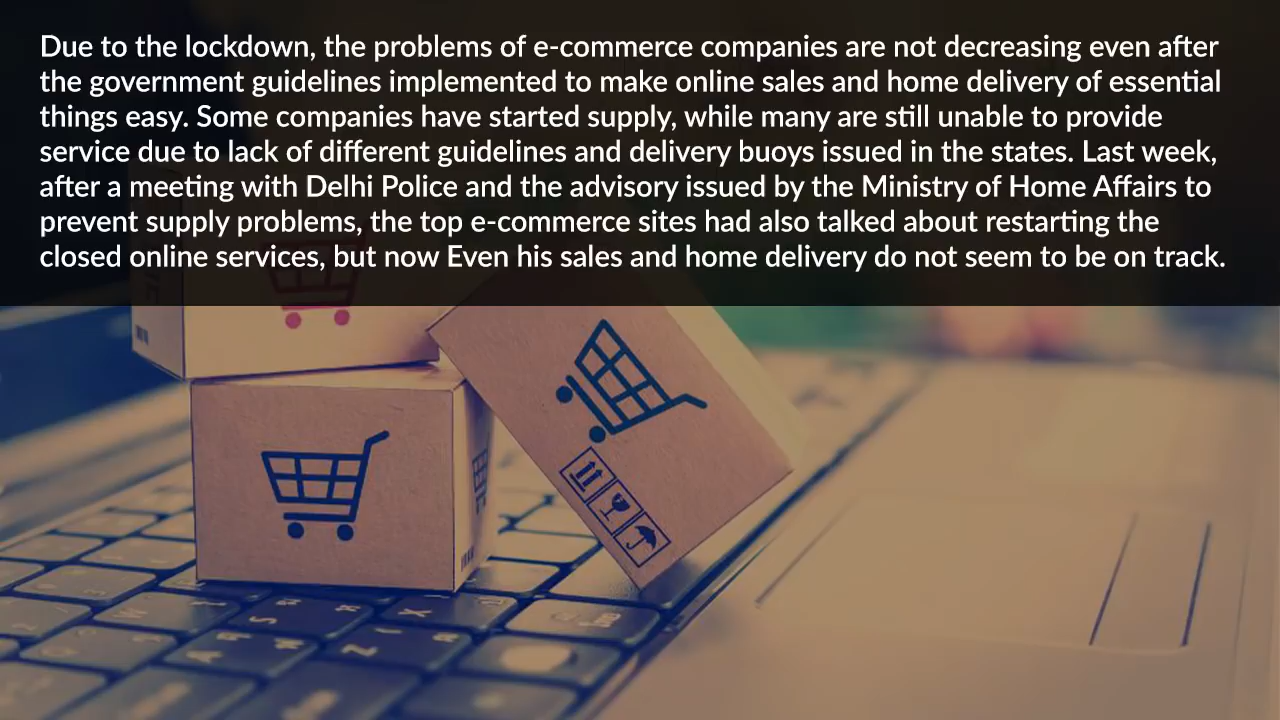 Due to the lockdown, the problems of e-commerce companies are not decreasing even after
the government guidelines implemented to make online sales and home delivery of essential
things easy. Some companies have started supply, while many are still unable to provide
service due to lack of different guidelines and delivery buoys issued in the states. Last week,
after a meeting with Delhi Police and the advisory issued by the Ministry of Home Affairs to
prevent supply problems, the top e-commerce sites had also talked about restarting the
closed online services, but now Even his sales and home delivery do not seem to be on track.